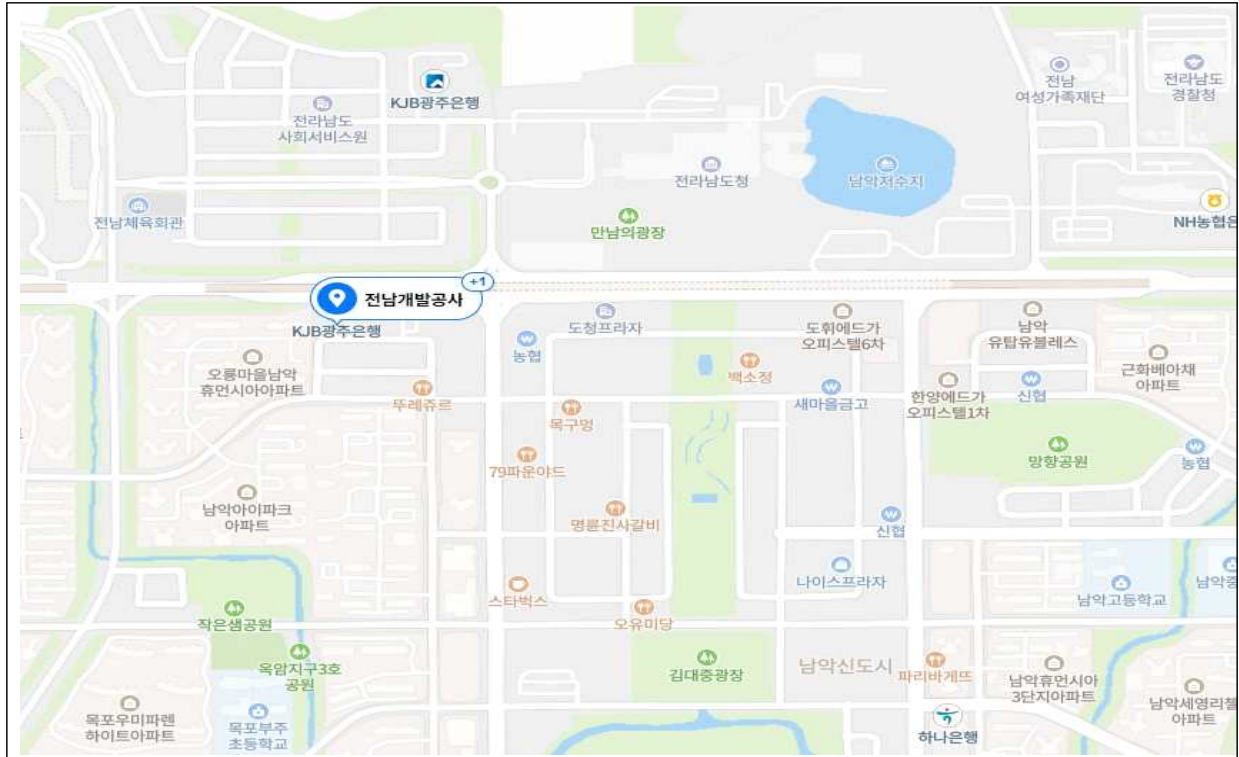 KJB광주은행
전라남도
사회서비스원
전남
여성가족재단
전라남도
경찰청
전라남도청
남악저수지
전남체육회관
만남의광장
NH농협은
전남개발공사
+1
KJB광주은행
도청프라자
농협
도휘에드가
오피스텔6차
남악
유탑유블레스
오룡마을남악
휴먼시아아파트
백소정
근화베아채
아파트
뚜레쥬르
새마을금고
한양에드가
오피스텔1차
신협
목구멍
79파운야드
망향공원
농협
남악아이파크
아파트
명륜진사갈비
신협
나이스프라자
스타벅스
남악고등학교
남악중
작은샘공원
오유미당
옥암지구3호
공원
김대중광장
남악신도시
파리바게뜨
남악휴먼시아
3단지아파트
목포우미파렌
하이트아파트
목포부주
초등학교
하나은행
남악세영리첼
아파트